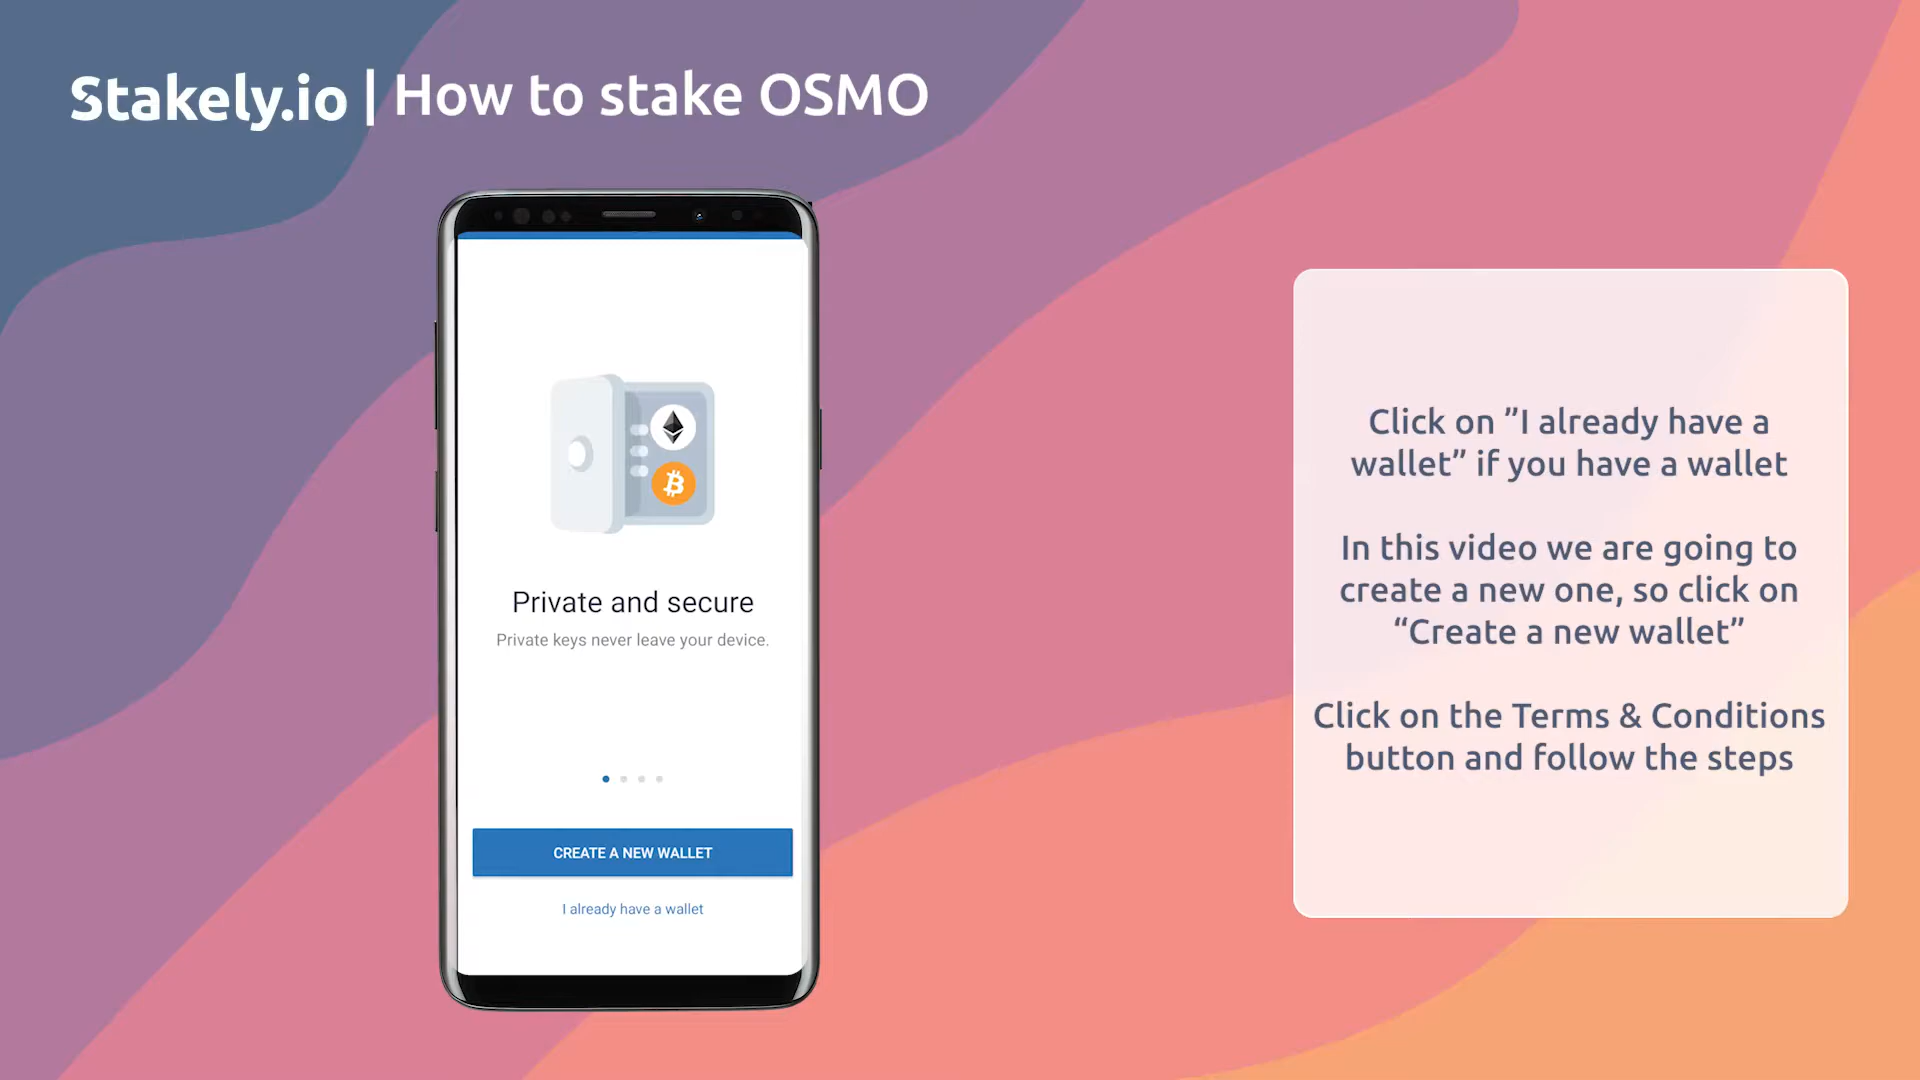 Stakely.io | How to stake OSMO
Private and secure
Private keys never leave your device.
CREATE A NEW WALLET
I already have a wallet
Click on ”I already have a
wallet” if you have a wallet
In this video we are going to
create a new one, so click on
“Create a new wallet”
Click on the Terms & Conditions
button and follow the steps